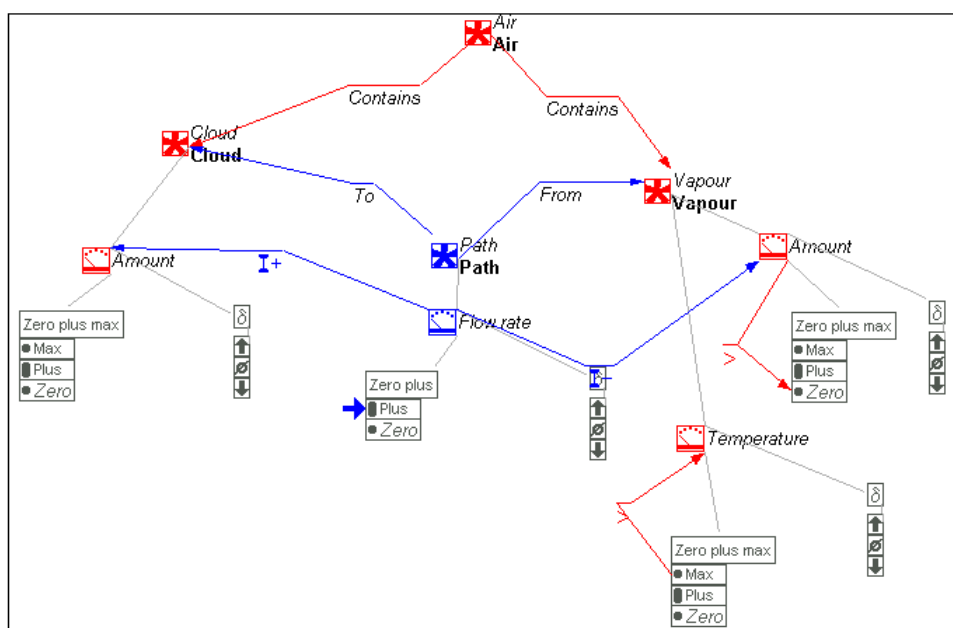 Air
Air
Contains
Contains
Cloud
Cloud
To
From
Vapour
Vapour
Path
Path
Amount
I+
Amount
Flow rate
Zero plus max
Max
Plus
Zero
δ
Zero plus
Plus
Zero
δ
I+
>
Zero plus max
Max
Plus
Zero
δ
Temperature
>
δ
Zero plus max
Max
Plus
Zero